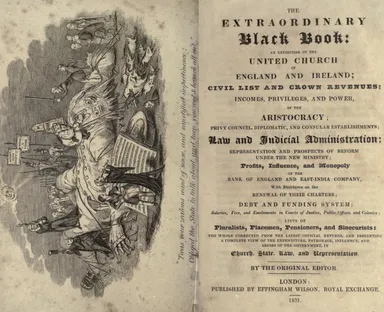 THE
EXTRAORDINARY
Black Book:
AN EXPOSITION OF THE
UNITED CHURCH
OF
ENGLAND AND IRELAND;
CIVIL LIST AND CROWN REVENUES;
INCOMES, PRIVILEGES, AND POWER,
OF THE
ARISTOCRACY;
PRIVY COUNCIL, DIPLOMATIC, AND CONSULAR ESTABLISHMENTS;
Law and Judicial Administration;
REPRESENTATION AND PROSPECTS OF REFORM
UNDER THE NEW MINISTRY;
Profits, Influence, and Monopoly
OF THE
BANK OF ENGLAND AND EAST-INDIA COMPANY,
With Strictures on the
RENEWAL OF THEIR CHARTERS;
DEBT AND FUNDING SYSTEM;
Salaries, Fees, and Emoluments in Courts of Justice, Public Offices, and Colonies;
LISTS OF
Pluralists, Placemen, Pensioners, and Sinecurists:
THE WHOLE CORRECTED FROM THE LATEST OFFICIAL RETURNS, AND PRESENTING
A COMPLETE VIEW OF THE EXPENDITURE, PATRONAGE, INFLUENCE, AND
ABUSES OF THE GOVERNMENT, IN
Church, State, Law, and Representation.
BY THE ORIGINAL EDITOR.
LONDON:
PUBLISHED BY EFFINGHAM WILSON, ROYAL EXCHANGE.
1831.